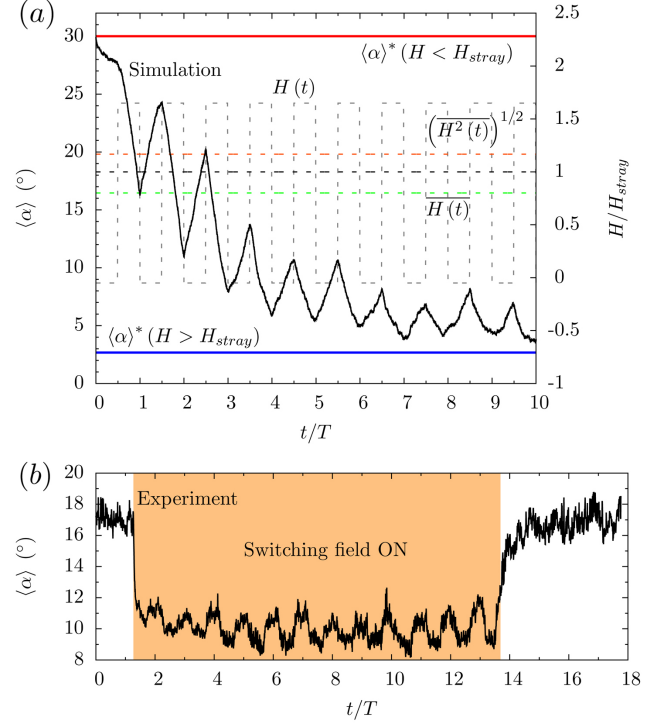 (a)
30
25
20
15
10
5
0
⟨α⟩ (°)
2.5
2
1.5
1
0.5
0
-0.5
-1
H/H_stray
⟨α⟩* (H < H_stray)
Simulation
H (t)
(\overline{H² (t)})^{1/2}
\overline{H (t)}
⟨α⟩* (H > H_stray)
0 1 2 3 4 5 6 7 8 9 10
t/T
(b)
20
18
16
14
12
10
8
⟨α⟩ (°)
Experiment
Switching field ON
0 2 4 6 8 10 12 14 16 18
t/T